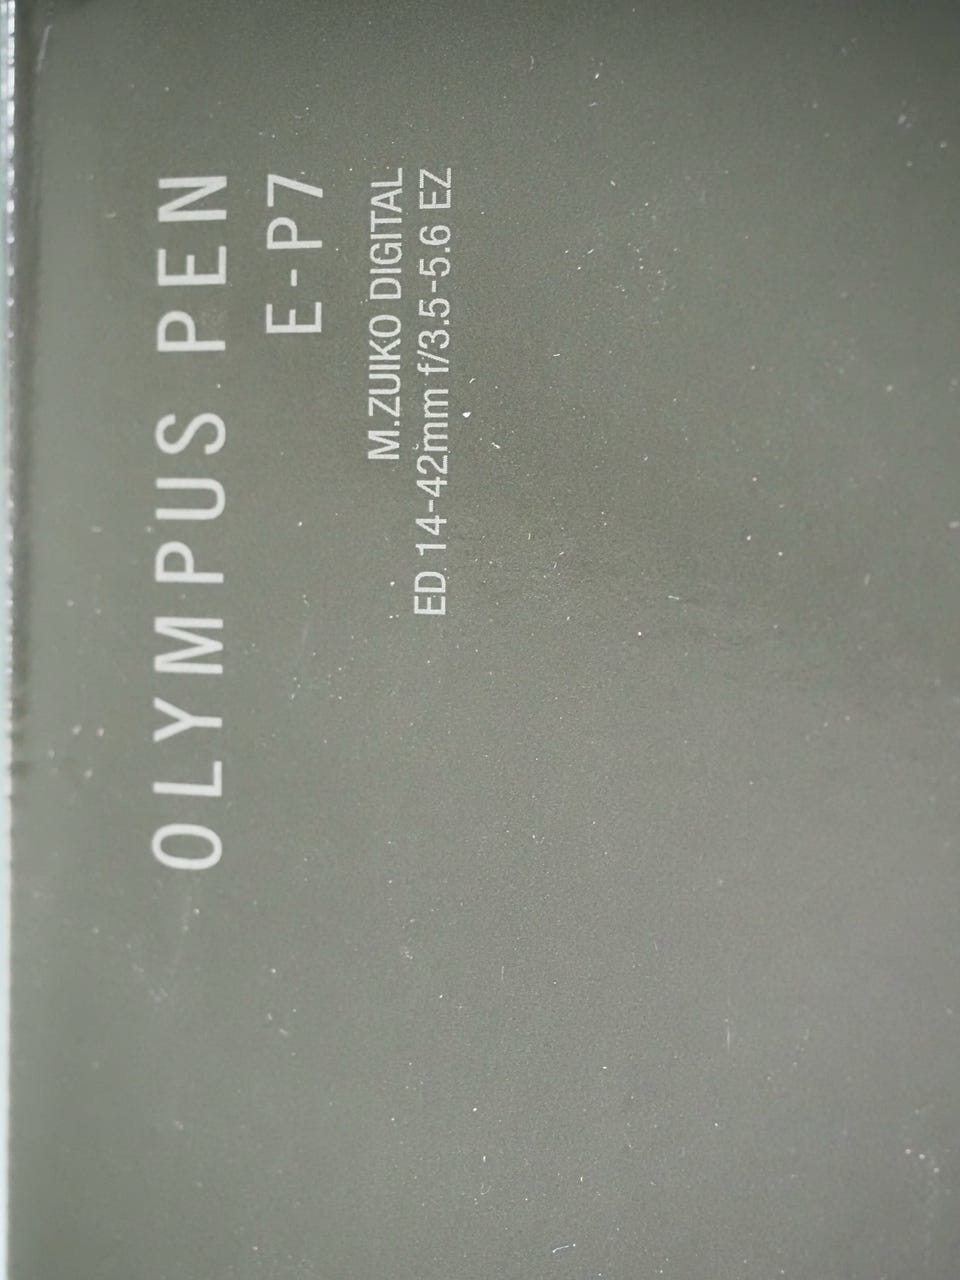 OLYMPUS PEN
E-P7
M.ZUIKO DIGITAL
ED 14-42mm f/3.5-5.6 EZ